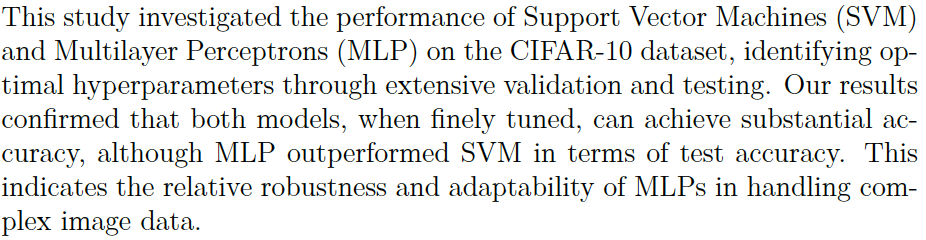 This study investigated the performance of Support Vector Machines (SVM)
and Multilayer Perceptrons (MLP) on the CIFAR-10 dataset, identifying op-
timal hyperparameters through extensive validation and testing. Our results
confirmed that both models, when finely tuned, can achieve substantial ac-
curacy, although MLP outperformed SVM in terms of test accuracy. This
indicates the relative robustness and adaptability of MLPs in handling com-
plex image data.